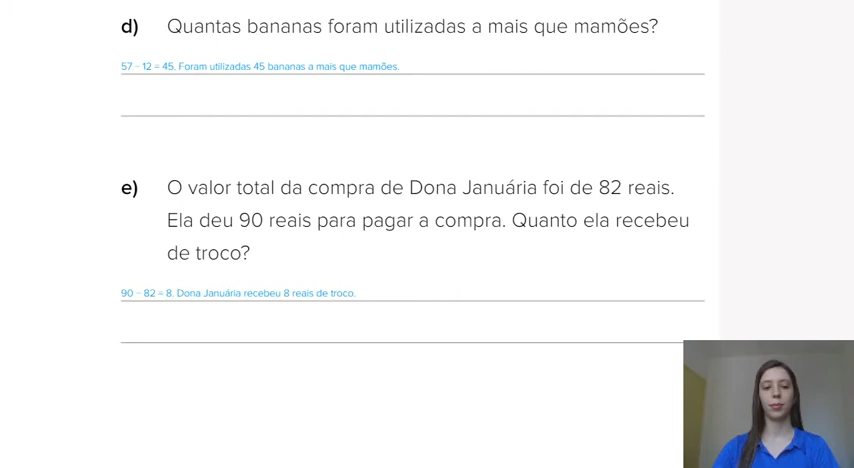 d) Quantas bananas foram utilizadas a mais que mamões?
57 – 12 = 45. Foram utilizadas 45 bananas a mais que mamões.
e) O valor total da compra de Dona Januária foi de 82 reais.
Ela deu 90 reais para pagar a compra. Quanto ela recebeu
de troco?
90 – 82 = 8. Dona Januária recebeu 8 reais de troco.